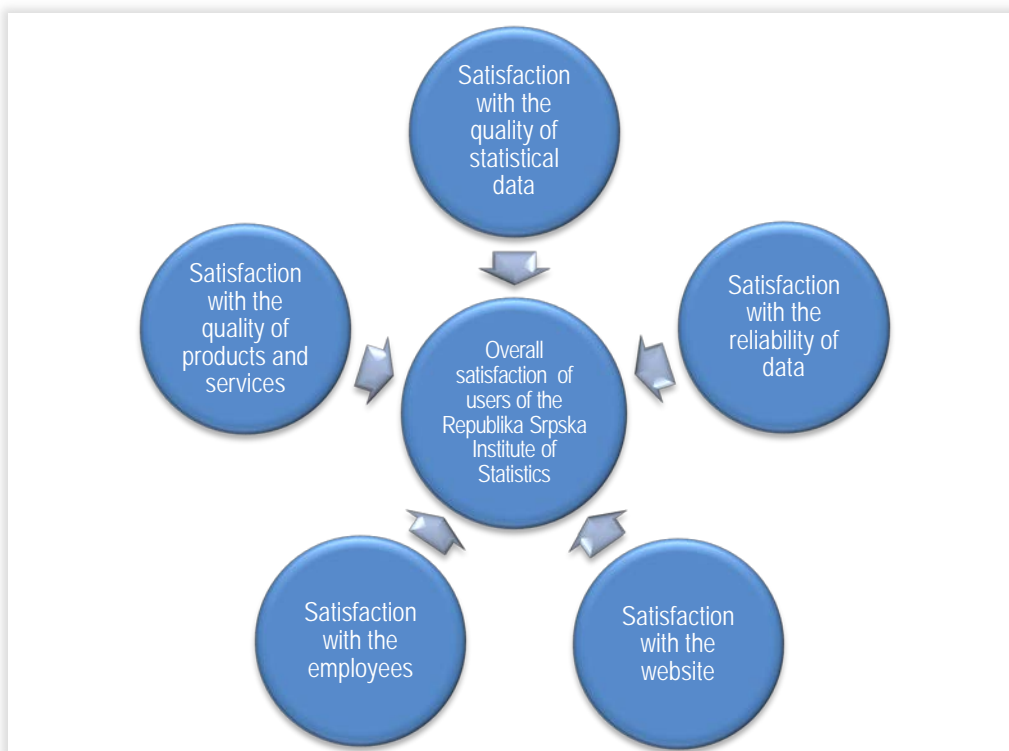 Satisfaction
with the
quality of
statistical
data
Satisfaction
with the
quality of
products and
services
Satisfaction
with the
reliability of
data
Overall
satisfaction of
users of the
Republika Srpska
Institute of
Statistics
Satisfaction
with the
employees
Satisfaction
with the
website